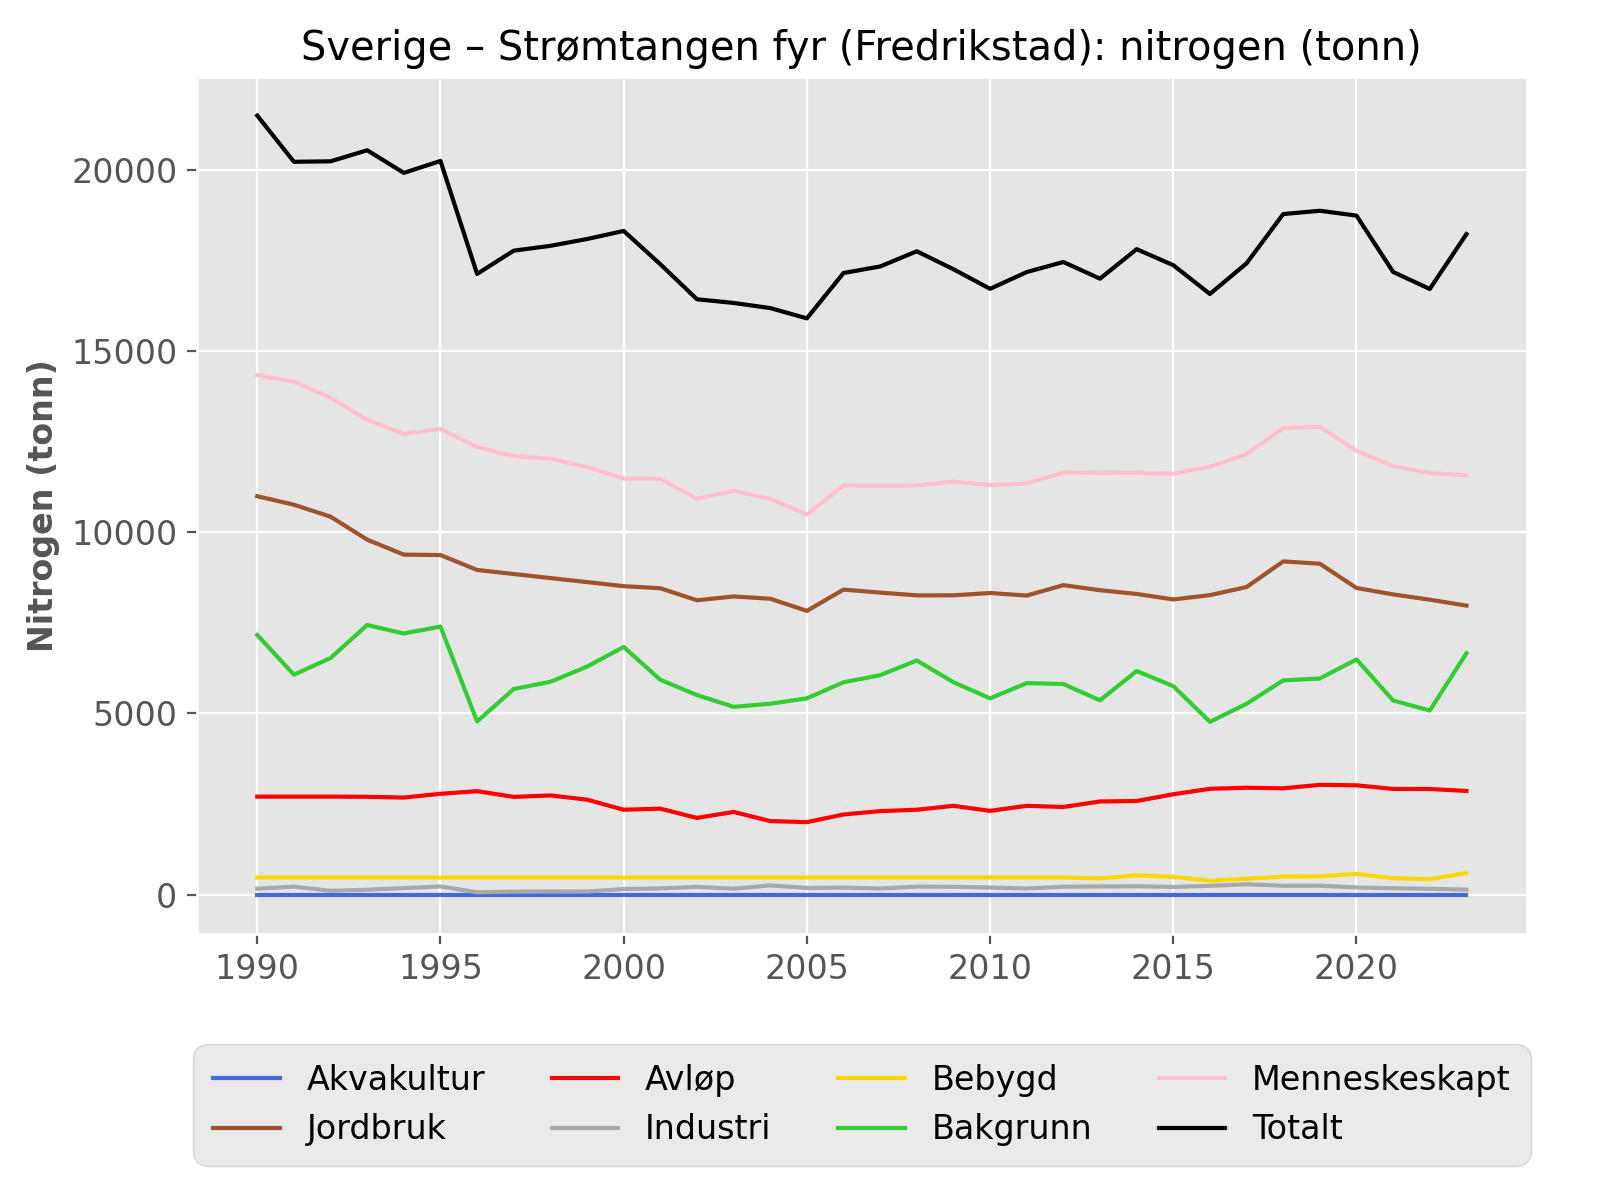 Sverige – Strømtangen fyr (Fredrikstad): nitrogen (tonn)
Nitrogen (tonn)
20000
15000
10000
5000
0
1990 1995 2000 2005 2010 2015 2020
Akvakultur Avløp Bebygd Menneskeskapt
Jordbruk Industri Bakgrunn Totalt